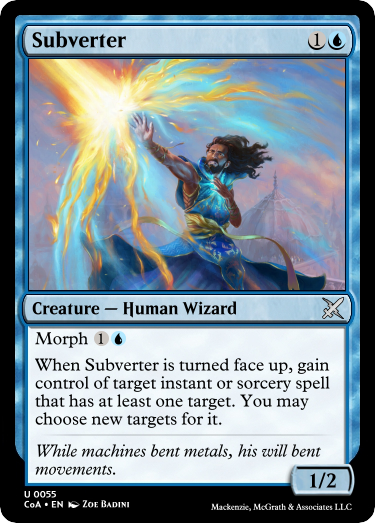 Subverter 1
Creature — Human Wizard
Morph 1
When Subverter is turned face up, gain
control of target instant or sorcery spell
that has at least one target. You may
choose new targets for it.
While machines bent metals, his will bent
movements.
1/2
U 0055
CoA • EN Zoe Badini
Mackenzie, McGrath & Associates LLC